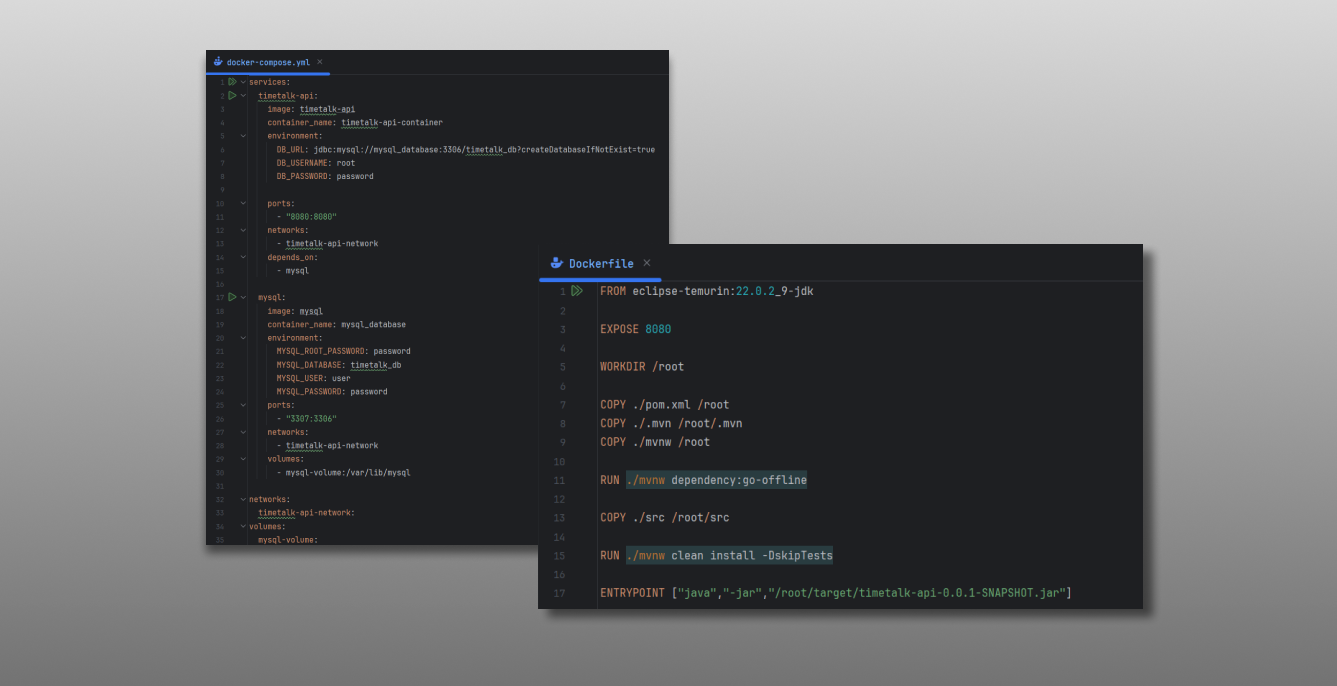 docker-compose.yml ×
1 services:
2 timetalk-api:
3 image: timetalk-api
4 container_name: timetalk-api-container
5 environment:
6 DB_URL: jdbc:mysql://mysql_database:3306/timetalk_db?createDatabaseIfNotExist=true
7 DB_USERNAME: root
8 DB_PASSWORD: password
9
10 ports:
11 - "8080:8080"
12 networks:
13 - timetalk-api-network
14 depends_on:
15 - mysql
16
17 mysql:
18 image: mysql
19 container_name: mysql_database
20 environment:
21 MYSQL_ROOT_PASSWORD: password
22 MYSQL_DATABASE: timetalk_db
23 MYSQL_USER: user
24 MYSQL_PASSWORD: password
25 ports:
26 - "3307:3306"
27 networks:
28 - timetalk-api-network
29 volumes:
30 - mysql-volume:/var/lib/mysql
31
32 networks:
33 timetalk-api-network:
34 volumes:
35 mysql-volume:
Dockerfile ×
1 FROM eclipse-temurin:22.0.2_9-jdk
2
3 EXPOSE 8080
4
5 WORKDIR /root
6
7 COPY ./pom.xml /root
8 COPY ./.mvn /root/.mvn
9 COPY ./mvnw /root
10
11 RUN ./mvnw dependency:go-offline
12
13 COPY ./src /root/src
14
15 RUN ./mvnw clean install -DskipTests
16
17 ENTRYPOINT ["java","-jar","/root/target/timetalk-api-0.0.1-SNAPSHOT.jar"]